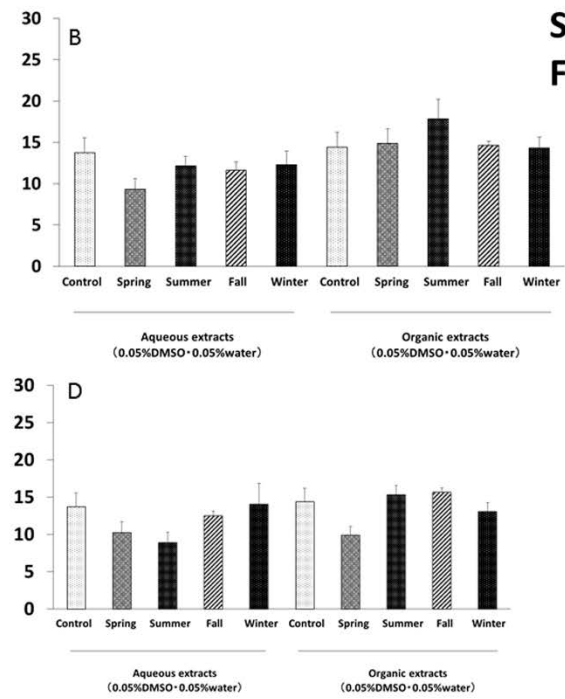 B
S
F
30
25
20
15
10
5
0
Control Spring Summer Fall Winter Control Spring Summer Fall Winter
Aqueous extracts Organic extracts
(0.05%DMSO・0.05%water) (0.05%DMSO・0.05%water)
D
30
25
20
15
10
5
0
Control Spring Summer Fall Winter Control Spring Summer Fall Winter
Aqueous extracts Organic extracts
(0.05%DMSO・0.05%water) (0.05%DMSO・0.05%water)